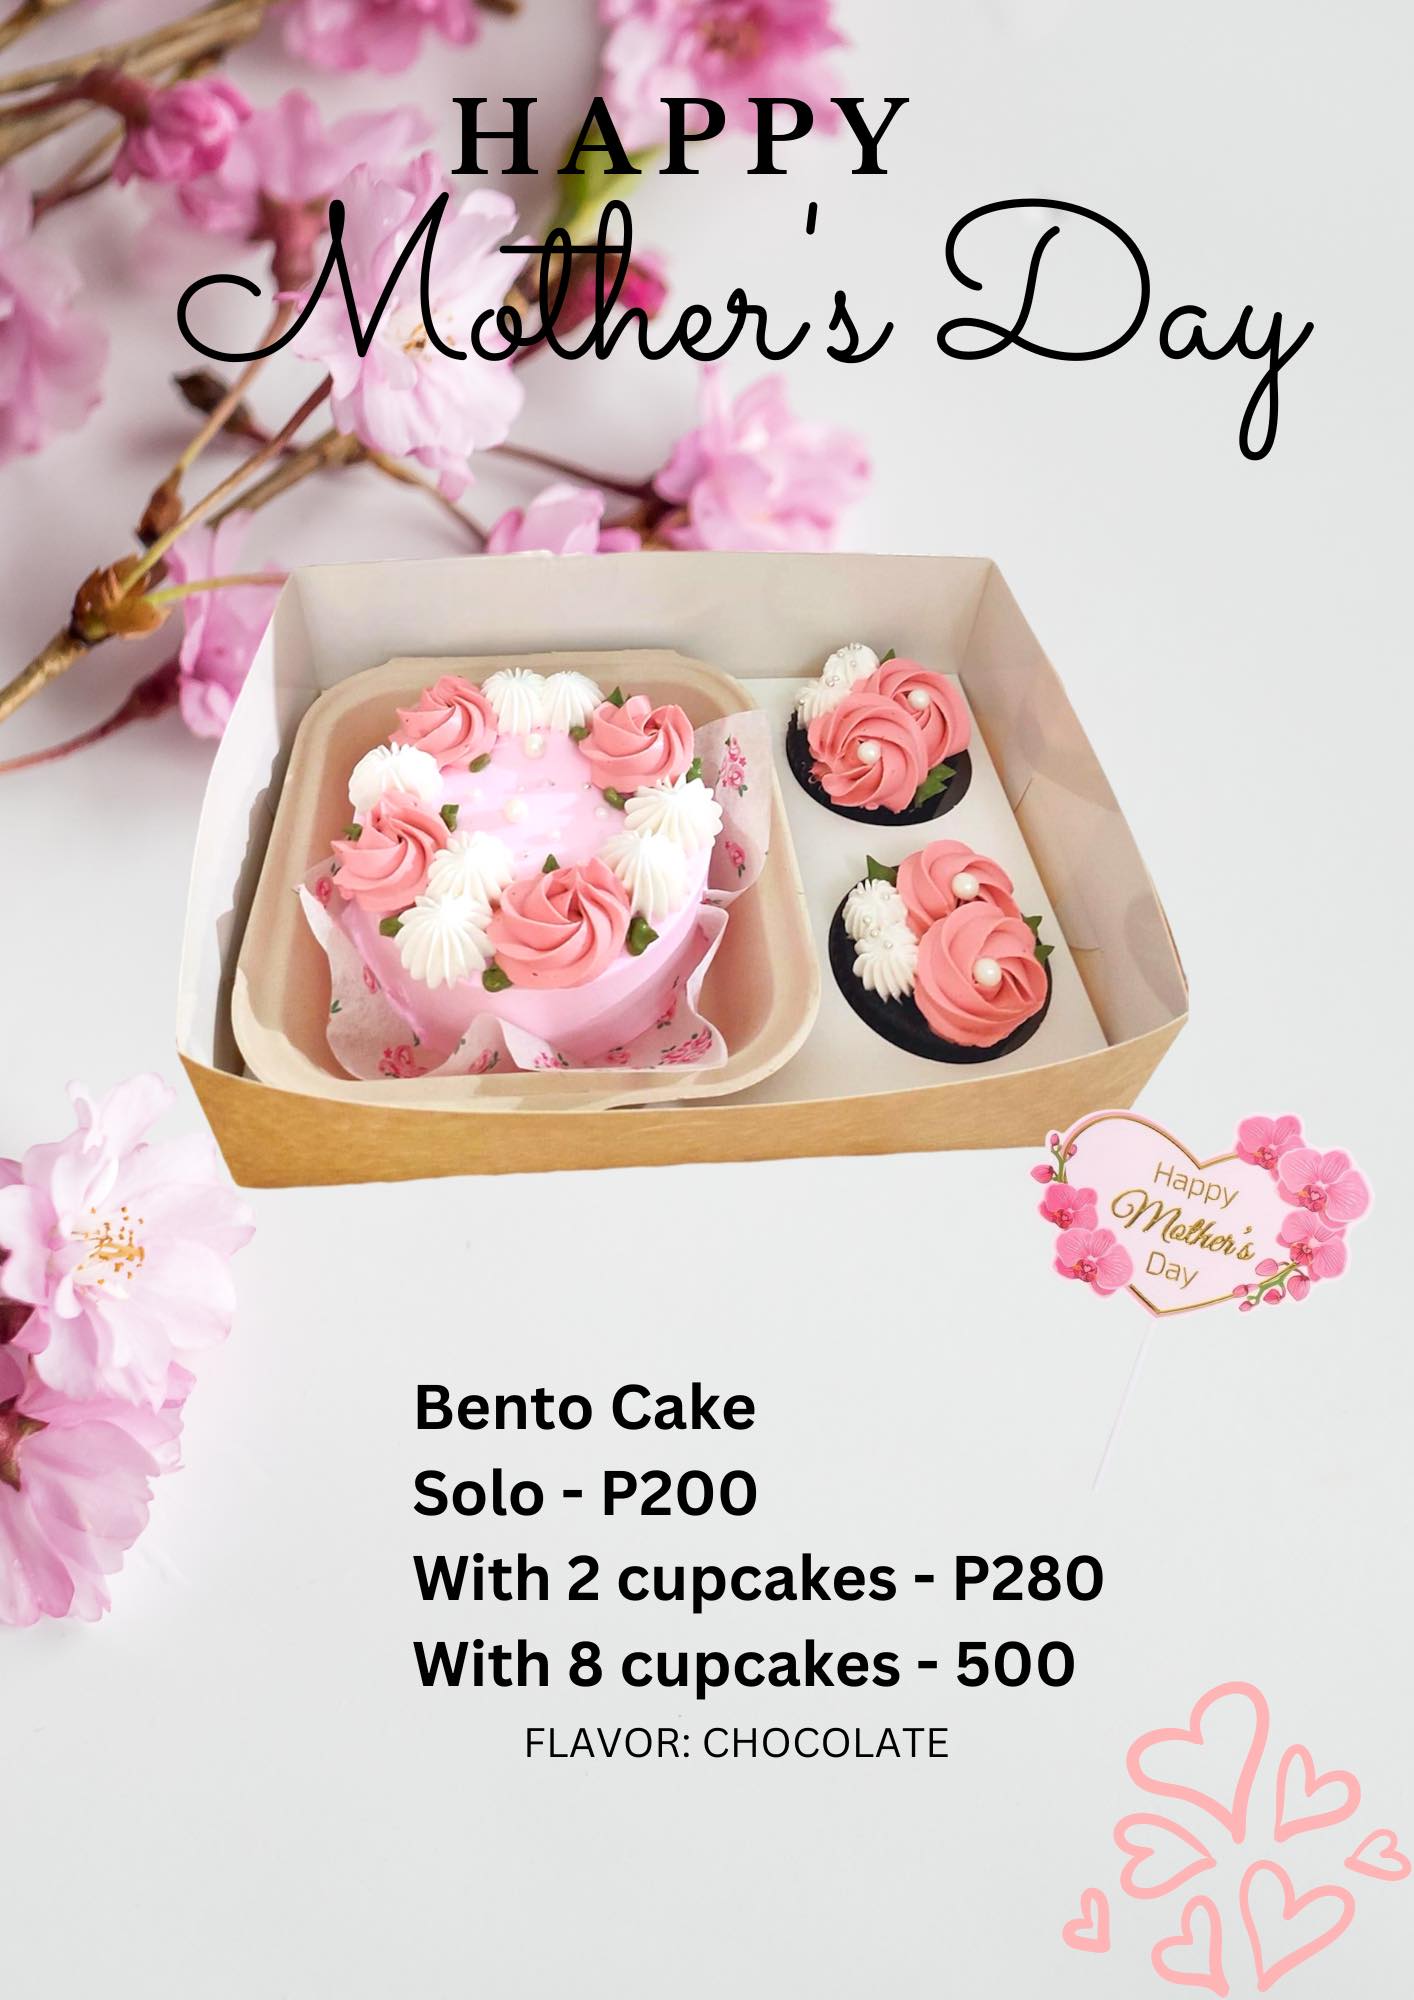 HAPPY
Mother's Day
Happy
Mother's
Day
Bento Cake
Solo - P200
With 2 cupcakes - P280
With 8 cupcakes - 500
FLAVOR: CHOCOLATE